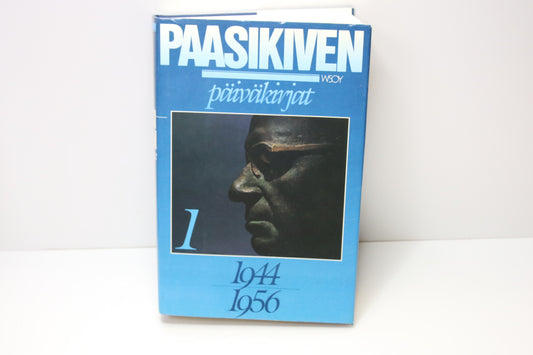 PAASIKIVEN
WSOY
päiväkirjat
1
1944
1956